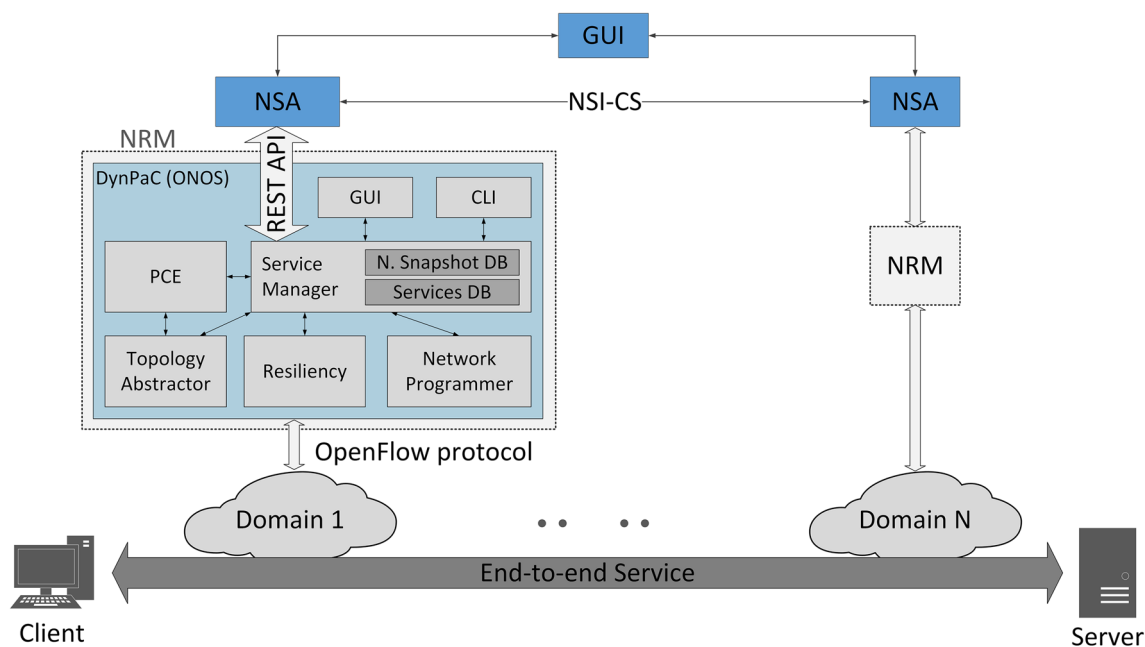 GUI
NSA
NSI-CS
NSA
NRM
REST API
DynPaC (ONOS)
GUI
CLI
PCE
Service
Manager
N. Snapshot DB
Services DB
NRM
Topology
Abstractor
Resiliency
Network
Programmer
OpenFlow protocol
Domain 1
Domain N
End-to-end Service
Client
Server